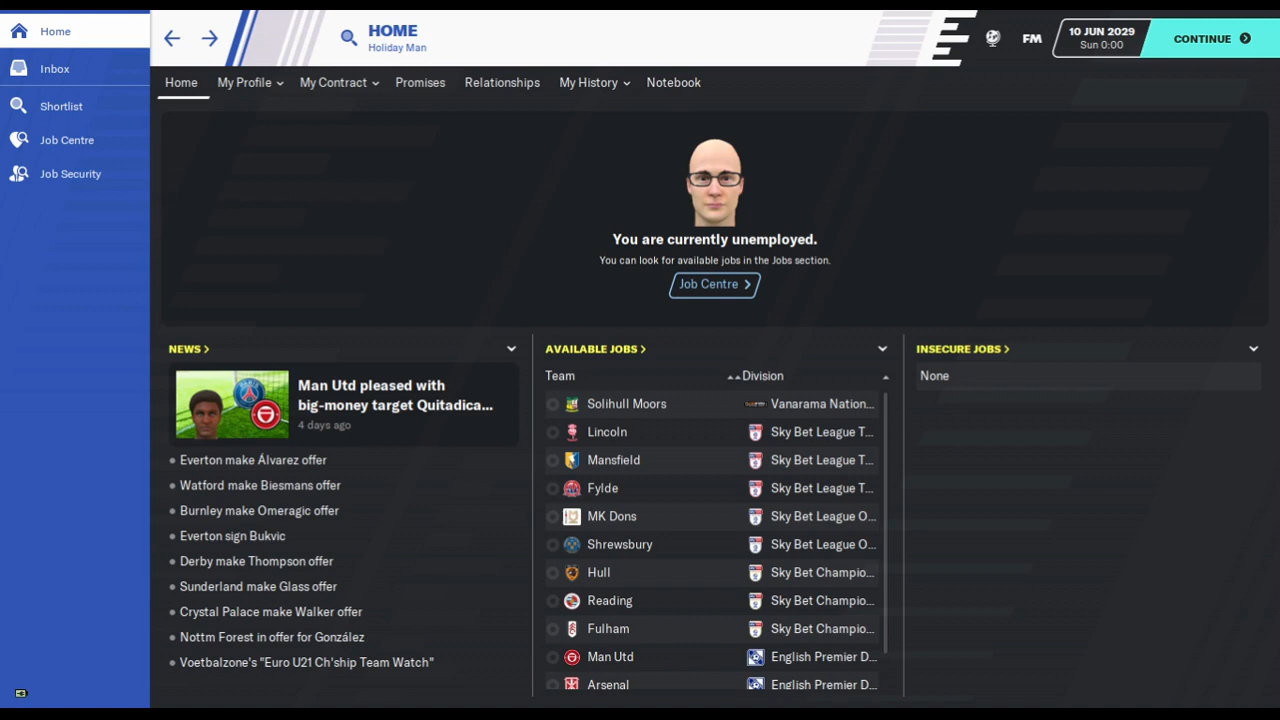 Home
Inbox
Shortlist
Job Centre
Job Security
HOME
Holiday Man
FM
10 JUN 2029
Sun 0:00
CONTINUE
Home
My Profile
My Contract
Promises
Relationships
My History
Notebook
You are currently unemployed.
You can look for available jobs in the Jobs section.
Job Centre
NEWS
Man Utd pleased with
big-money target Quitadica...
4 days ago
Everton make Álvarez offer
Watford make Biesmans offer
Burnley make Omeragic offer
Everton sign Bukvic
Derby make Thompson offer
Sunderland make Glass offer
Crystal Palace make Walker offer
Nottm Forest in offer for González
Voetbalzone's "Euro U21 Ch'ship Team Watch"
AVAILABLE JOBS
Team Division
Solihull Moors Vanarama Nation...
Lincoln Sky Bet League T...
Mansfield Sky Bet League T...
Fylde Sky Bet League T...
MK Dons Sky Bet League O...
Shrewsbury Sky Bet League O...
Hull Sky Bet Champio...
Reading Sky Bet Champio...
Fulham Sky Bet Champio...
Man Utd English Premier D...
Arsenal English Premier D...
INSECURE JOBS
None